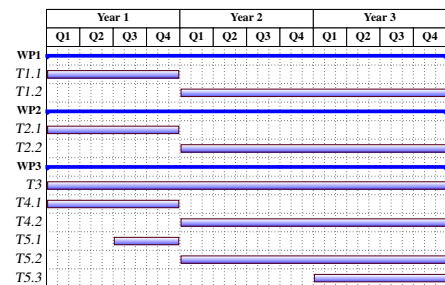 Year 1 Year 2 Year 3
Q1 Q2 Q3 Q4 Q1 Q2 Q3 Q4 Q1 Q2 Q3 Q4
WP1
T1.1
T1.2
WP2
T2.1
T2.2
WP3
T3
T4.1
T4.2
T5.1
T5.2
T5.3